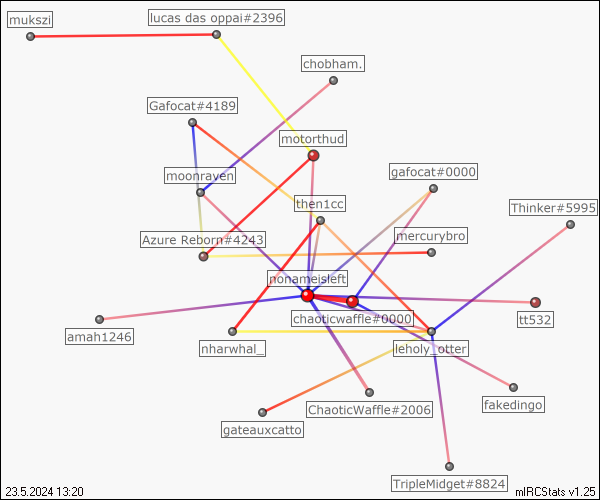 mukszi
lucas das oppai#2396
chobham.
Gafocat#4189
motorthud
moonraven
gafocat#0000
then1cc
Thinker#5995
Azure Reborn#4243
mercurybro
nonameisleft
chaoticwaffle#0000
tt532
amah1246
nharwhal_
leholy_otter
ChaoticWaffle#2006
fakedingo
gateauxcatto
TripleMidget#8824
23.5.2024 13:20
mIRCStats v1.25